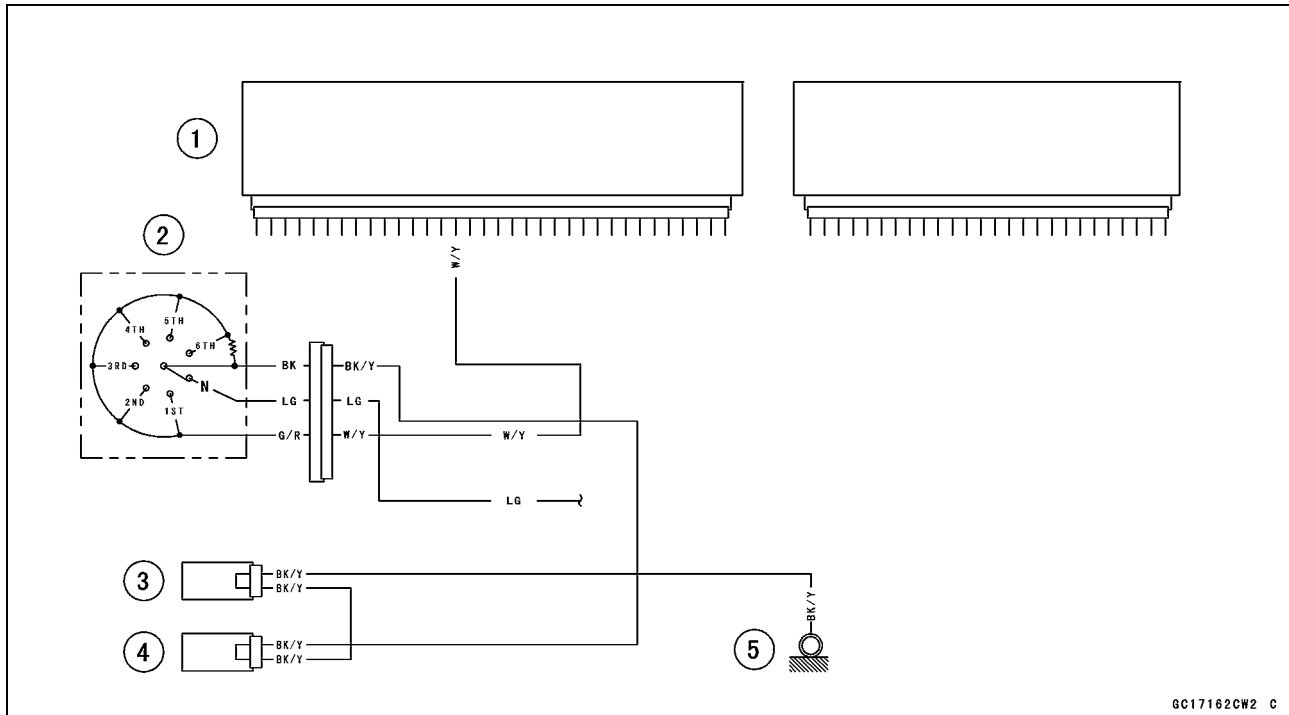 1
2
W/Y
5TH
4TH
6TH
3RD
N
2ND
1ST
BK
BK/Y
LG
LG
G/R
W/Y
W/Y
LG
3
BK/Y
BK/Y
BK/Y
4
BK/Y
BK/Y
5
GC17162CW2 C